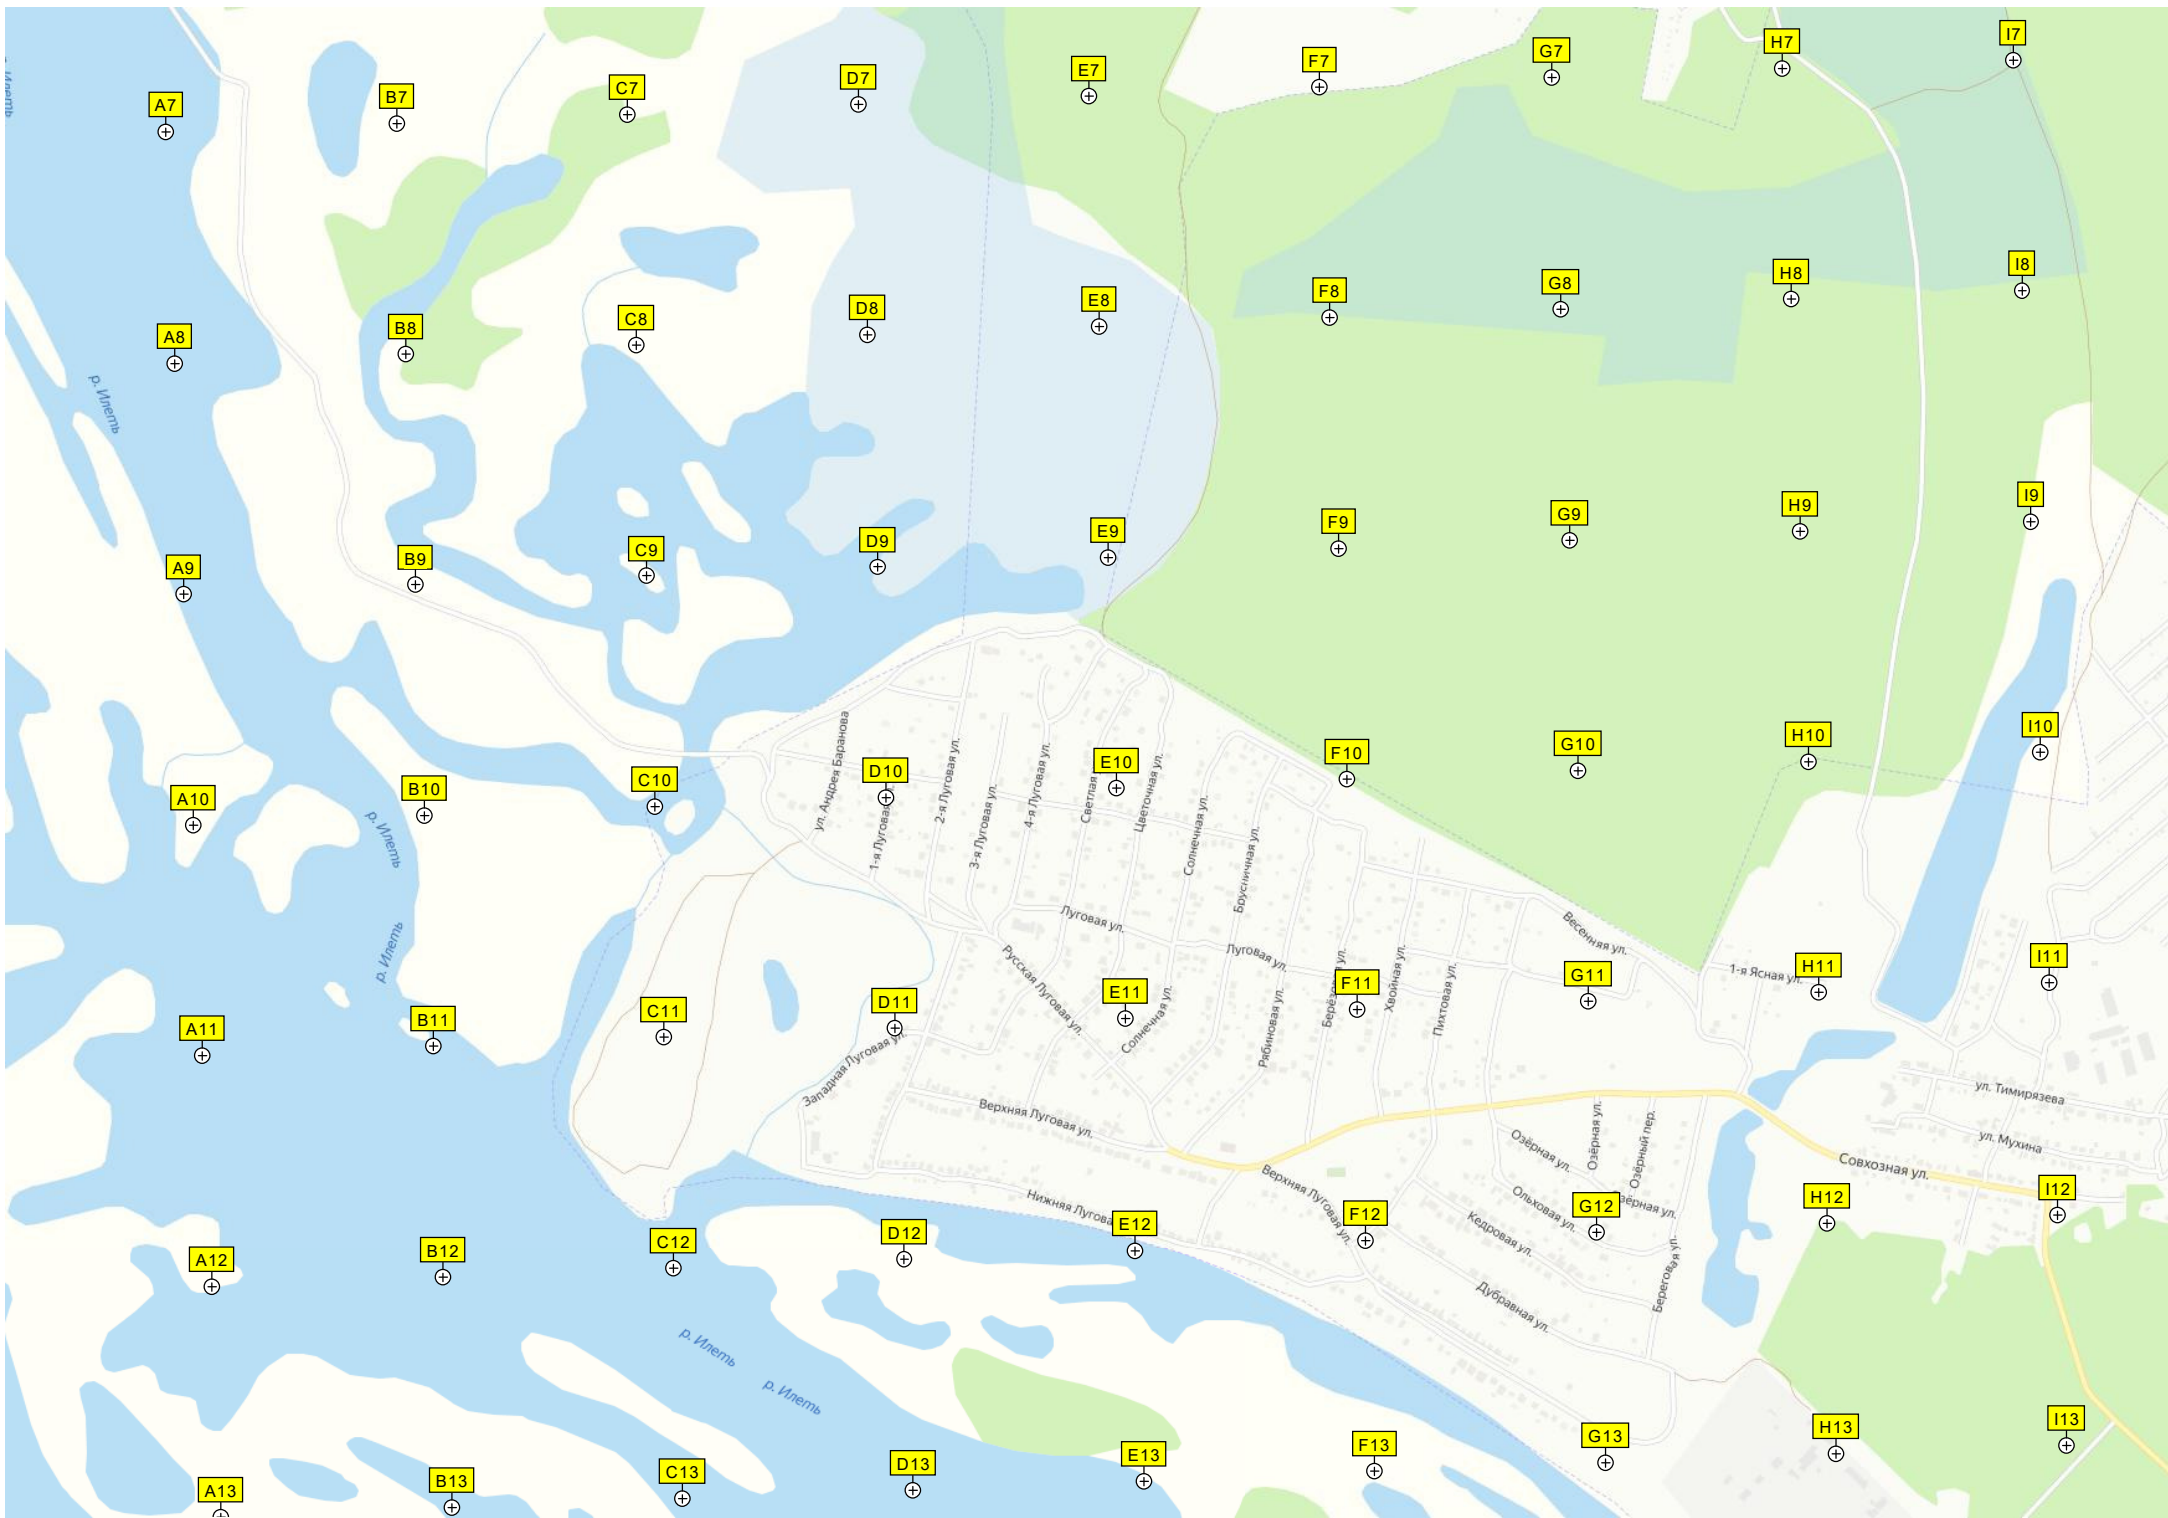 A7
B7
C7
D7
E7
F7
G7
H7
I7
р. Илеть
A8
B8
C8
D8
E8
F8
G8
H8
I8
р. Илеть
A9
B9
C9
D9
E9
F9
G9
H9
I9
A10
B10
C10
D10
E10
F10
G10
H10
I10
ул. Андрея Баранова
1-я Луговая
2-я Луговая ул.
3-я Луговая ул.
4-я Луговая ул.
Светлая
Цветочная ул.
Солнечная ул.
Брусничная ул.
р. Илеть
р. Илеть
Луговая ул.
Луговая ул.
Весенняя ул.
Русская Луговая ул.
Солнечная ул.
Рябиновая ул.
Хвойная ул.
Пихтовая ул.
1-я Ясная ул.
A11
B11
C11
D11
E11
F11
G11
H11
I11
Западная Луговая ул.
Верхняя Луговая ул.
ул. Тимирязева
ул. Мухина
Совхозная ул.
Озёрная ул.
Озёрная ул.
Озёрный пер.
Ольховая ул.
Кедровая ул.
Дубравная ул.
Береговая ул.
Верхняя Луговая ул.
Нижняя
A12
B12
C12
D12
E12
F12
G12
H12
I12
р. Илеть
р. Илеть
A13
B13
C13
D13
E13
F13
G13
H13
I13